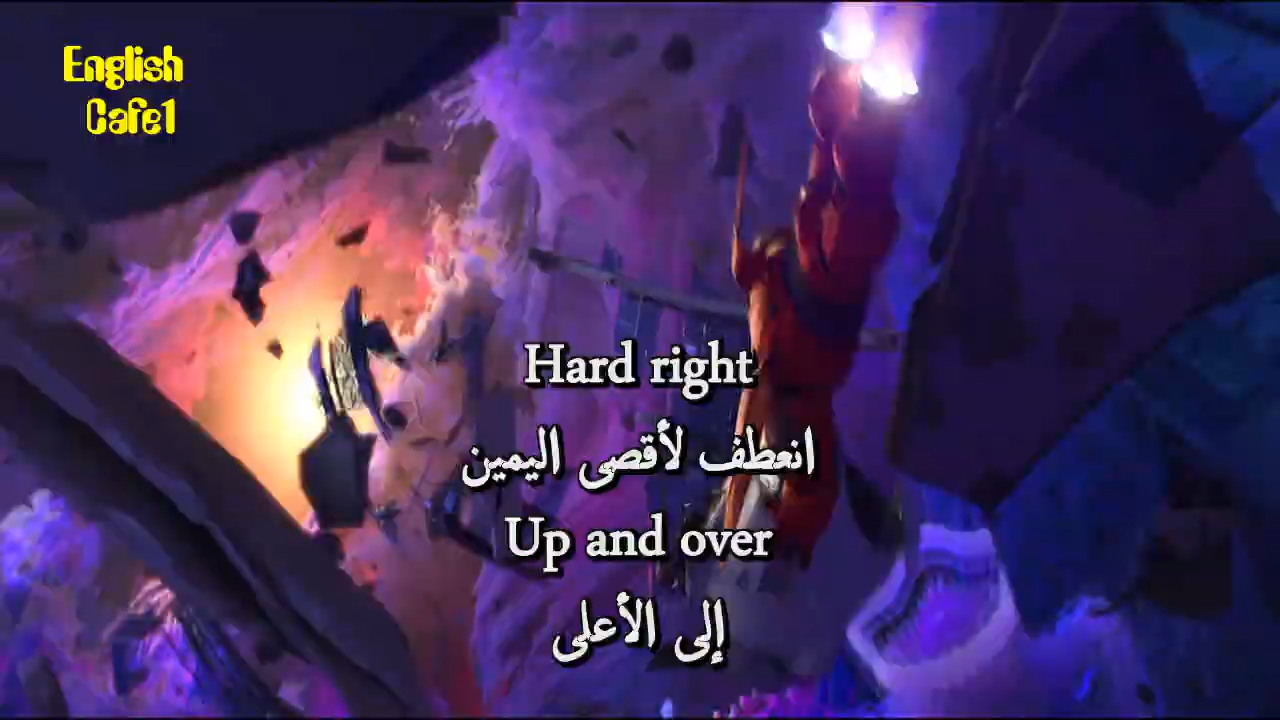 English
Cafe1
Hard right
انعطف لأقصى اليمين
Up and over
إلى الأعلى